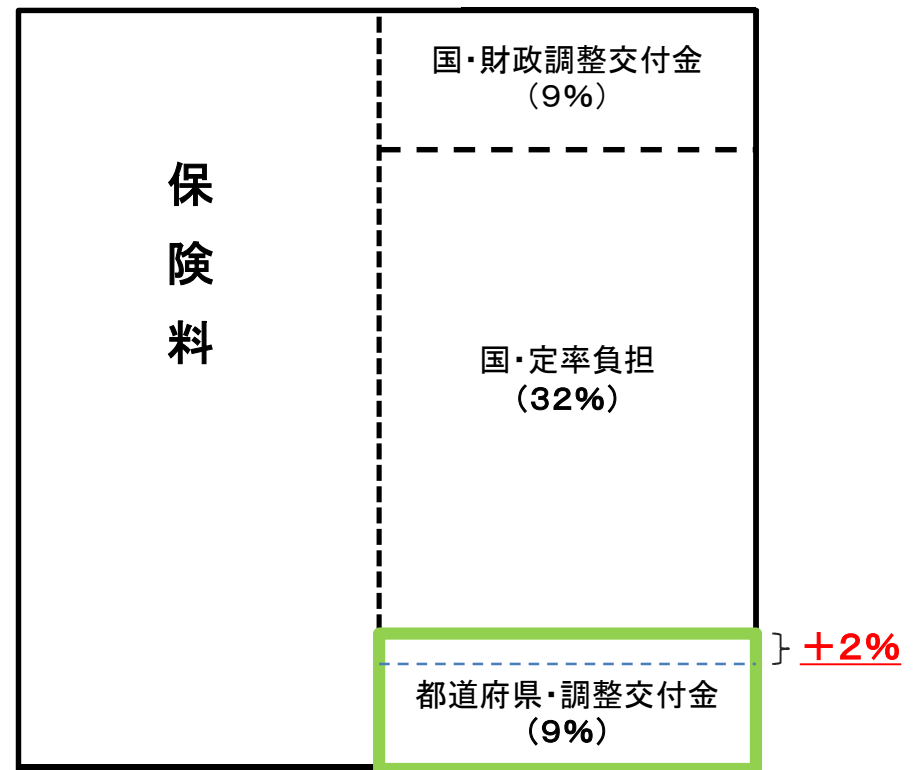 保険料
国・財政調整交付金
（９％）
国・定率負担
（３２％）
＋２％
都道府県・調整交付金
（９％）